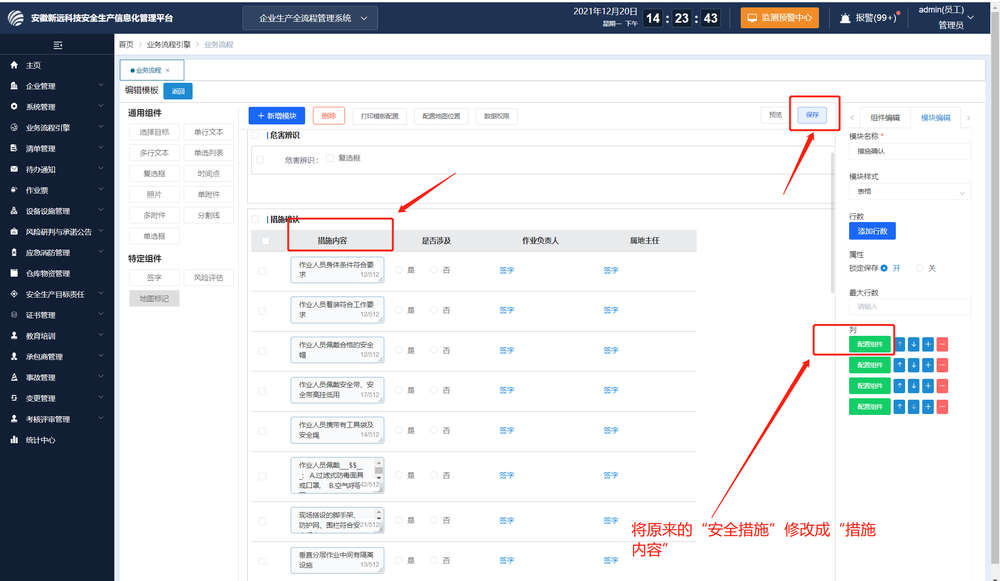 安徽新远科技安全生产信息化管理平台
企业生产全流程管理系统
2021年12月20日
星期一 下午
14 : 23 : 43
监测预警中心
报警(99+)
admin(员工)
管理员
首页 > 业务流程引擎 > 业务流程
主页
企业管理
系统管理
业务流程引擎
清单管理
待办通知
作业票
设备设施管理
风险研判与承诺公告
应急消防管理
仓库物资管理
安全生产目标责任
证书管理
教育培训
承包商管理
事故管理
变更管理
考核评审管理
统计中心
业务流程 ×
编辑模板 返回
通用组件
选择目标 单行文本
多行文本 单选列表
复选框 时间点
照片 单附件
多附件 分割线
单选框
特定组件
签字 风险评估
地图标记
+ 新增模块 删除 打印模板配置 配置地图位置 数据权限 预览 保存
危害辨识
危害辨识： 复选框
措施确认
措施内容 是否涉及 作业负责人 属地主任
作业人员身体条件符合要
求 12/512 是 否 签字 签字
作业人员着装符合工作要
求 12/512 是 否 签字 签字
作业人员佩戴合格的安全
帽 12/512 是 否 签字 签字
作业人员佩戴安全带、安
全带高挂低用 17/512 是 否 签字 签字
作业人员携带有工具袋及
安全绳 14/512 是 否 签字 签字
作业人员佩戴___$$__
_： A.过滤式防毒面具
或口罩, B.空气呼吸 42/512 是 否 签字 签字
现场搭设的脚手架、
防护网、围栏符合安 21/512 是 否 签字 签字
垂直分层作业中间有隔离
设施 13/512 是 否 签字 签字
组件编辑 模块编辑
模块名称 *
措施确认
模块样式
表格
行数
添加行数
属性
锁定保存 开 关
最大行数
请输入
列
配置组件 ↑ ↓ + −
配置组件 ↑ ↓ + −
配置组件 ↑ ↓ + −
配置组件 ↑ ↓ + −
将原来的“安全措施”修改成“措施
内容”